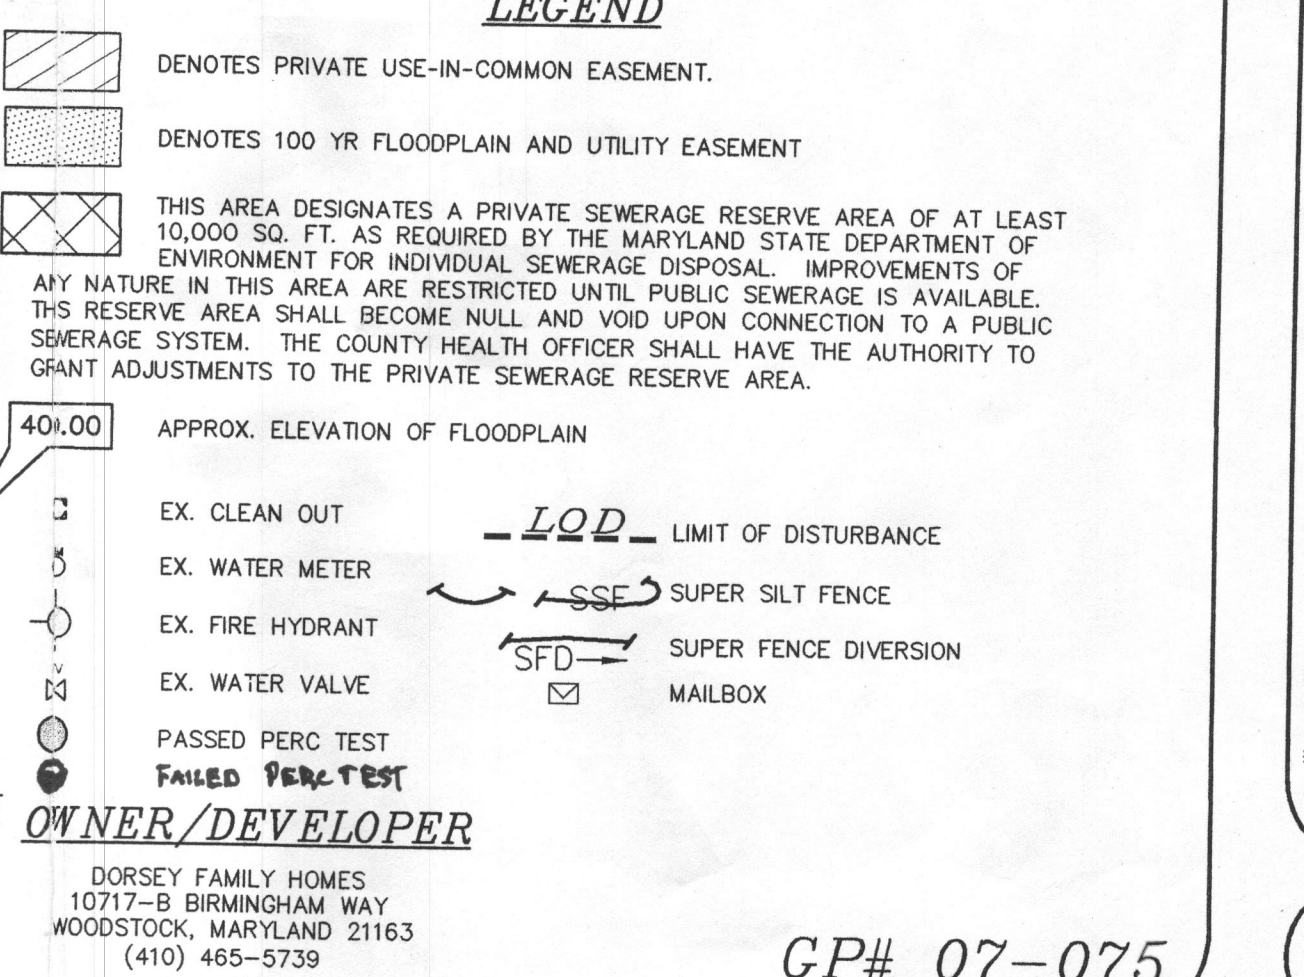 LEGEND
DENOTES PRIVATE USE-IN-COMMON EASEMENT.
DENOTES 100 YR FLOODPLAIN AND UTILITY EASEMENT
THIS AREA DESIGNATES A PRIVATE SEWERAGE RESERVE AREA OF AT LEAST
10,000 SQ. FT. AS REQUIRED BY THE MARYLAND STATE DEPARTMENT OF
ENVIRONMENT FOR INDIVIDUAL SEWERAGE DISPOSAL. IMPROVEMENTS OF
ANY NATURE IN THIS AREA ARE RESTRICTED UNTIL PUBLIC SEWERAGE IS AVAILABLE.
THIS RESERVE AREA SHALL BECOME NULL AND VOID UPON CONNECTION TO A PUBLIC
SEWERAGE SYSTEM. THE COUNTY HEALTH OFFICER SHALL HAVE THE AUTHORITY TO
GRANT ADJUSTMENTS TO THE PRIVATE SEWERAGE RESERVE AREA.
400.00 APPROX. ELEVATION OF FLOODPLAIN
EX. CLEAN OUT
EX. WATER METER
EX. FIRE HYDRANT
EX. WATER VALVE
PASSED PERC TEST
FAILED PERC TEST
LOD LIMIT OF DISTURBANCE
SSF SUPER SILT FENCE
SFD SUPER FENCE DIVERSION
MAILBOX
OWNER/DEVELOPER
DORSEY FAMILY HOMES
10717-B BIRMINGHAM WAY
WOODSTOCK, MARYLAND 21163
(410) 465-5739
GP# 07-075